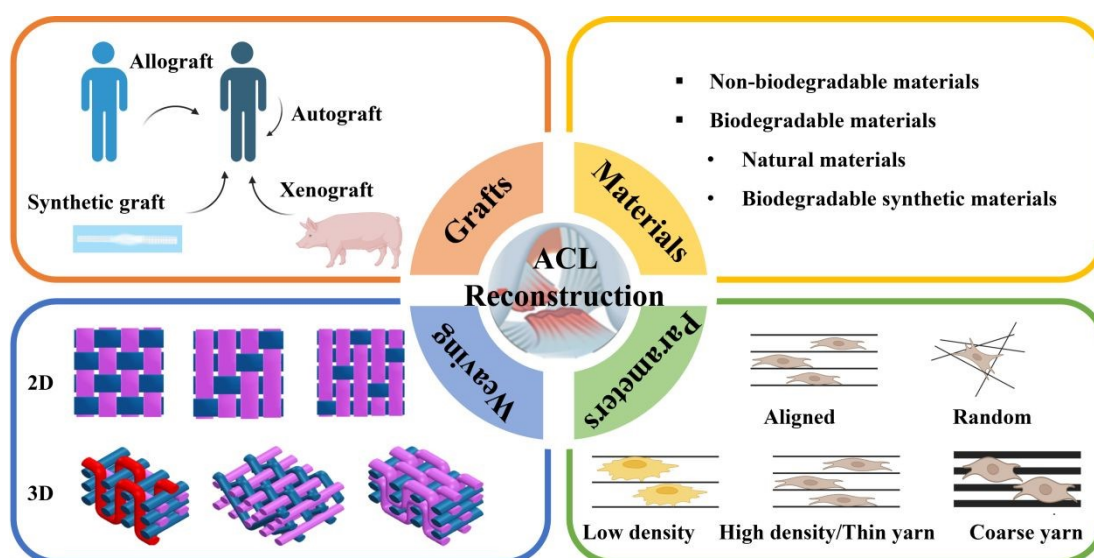 Allograft
Autograft
Synthetic graft
Xenograft
Grafts
▪ Non-biodegradable materials
▪ Biodegradable materials
• Natural materials
• Biodegradable synthetic materials
Materials
ACL
Reconstruction
Weaving
2D
3D
Parameters
Aligned
Random
Low density
High density/Thin yarn
Coarse yarn